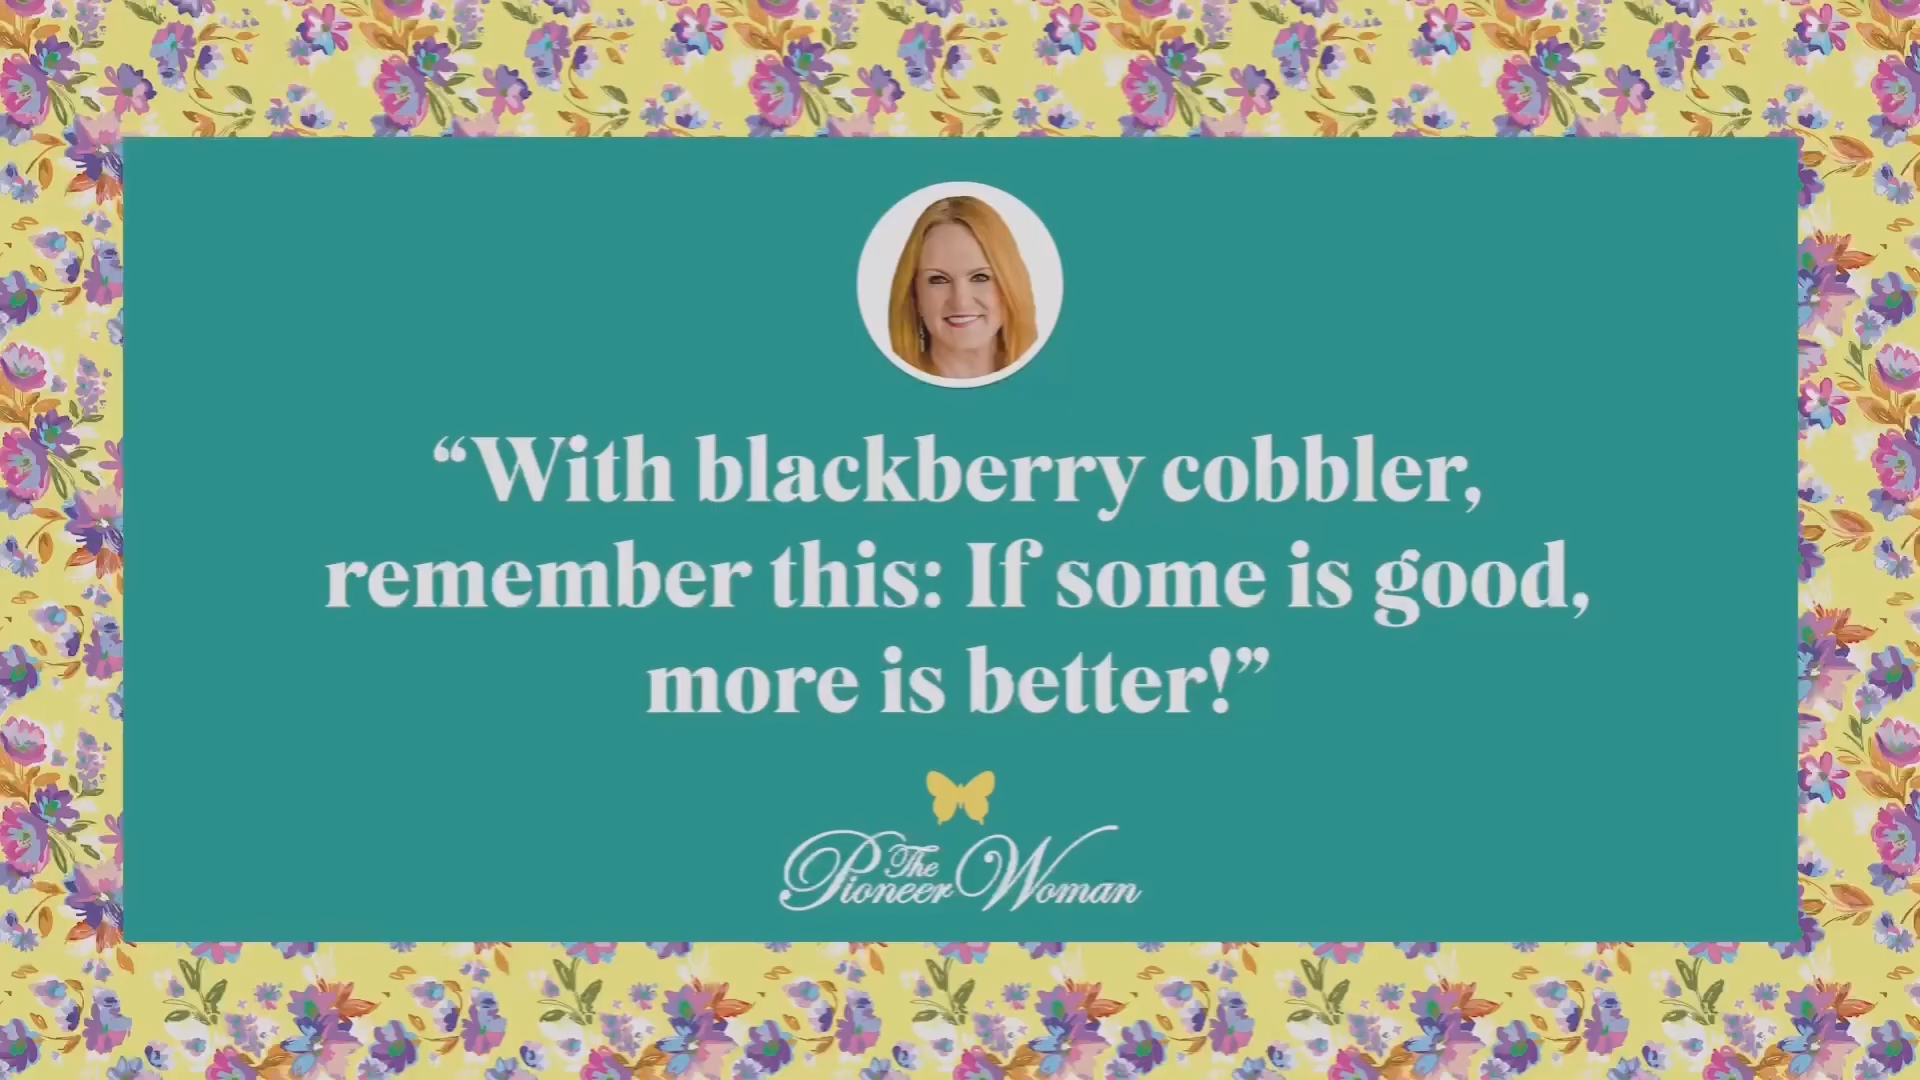 “With blackberry cobbler,
remember this: If some is good,
more is better!”
The Pioneer Woman